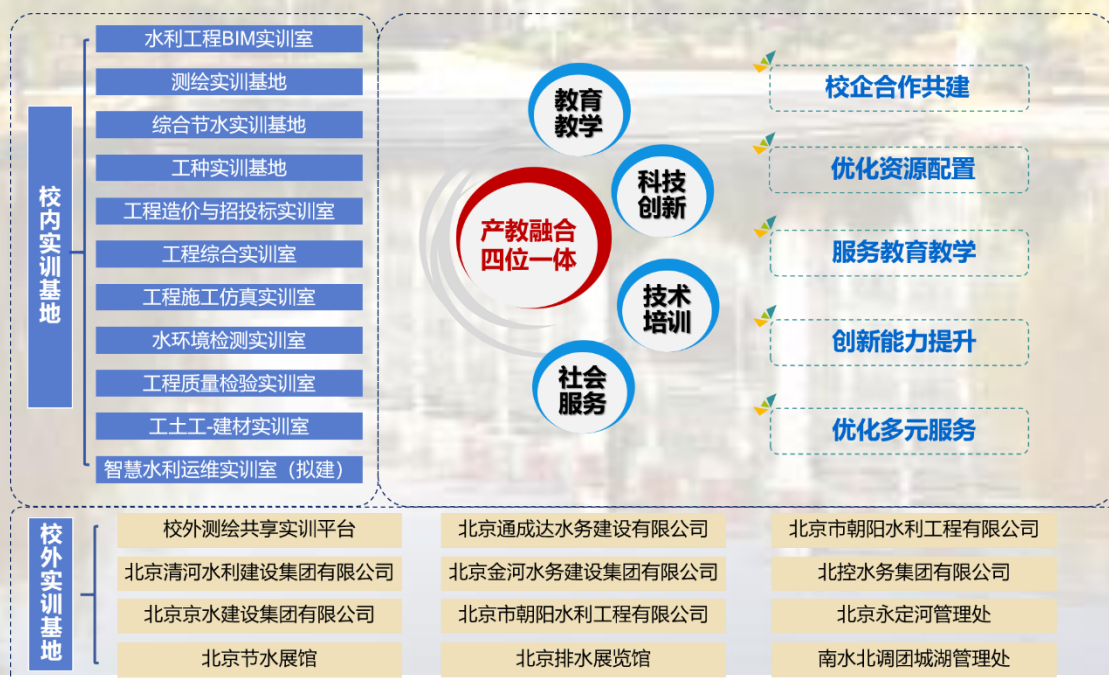 校内实训基地
水利工程BIM实训室
测绘实训基地
综合节水实训基地
工种实训基地
工程造价与招投标实训室
工程综合实训室
工程施工仿真实训室
水环境检测实训室
工程质量检验实训室
工土工-建材实训室
智慧水利运维实训室（拟建）
产教融合
四位一体
教育
教学
科技
创新
技术
培训
社会
服务
校企合作共建
优化资源配置
服务教育教学
创新能力提升
优化多元服务
校外实训基地
校外测绘共享实训平台
北京通成达水务建设有限公司
北京市朝阳水利工程有限公司
北京清河水利建设集团有限公司
北京金河水务建设集团有限公司
北控水务集团有限公司
北京京水建设集团有限公司
北京市朝阳水利工程有限公司
北京永定河管理处
北京节水展馆
北京排水展览馆
南水北调团城湖管理处